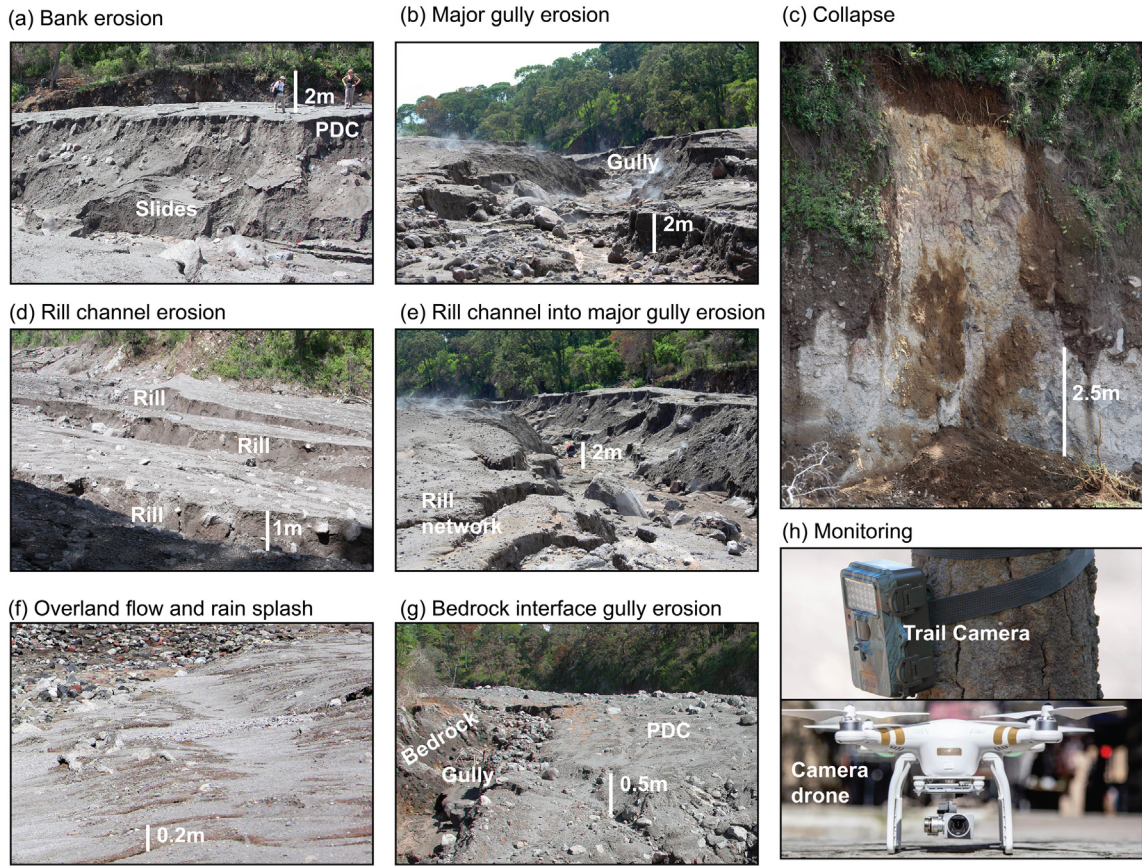 (a) Bank erosion
2m
PDC
Slides
(b) Major gully erosion
Gully
2m
(c) Collapse
2.5m
(d) Rill channel erosion
Rill
Rill
Rill
1m
(e) Rill channel into major gully erosion
2m
Rill
network
(f) Overland flow and rain splash
0.2m
(g) Bedrock interface gully erosion
Bedrock
Gully
PDC
0.5m
(h) Monitoring
Trail Camera
Camera
drone